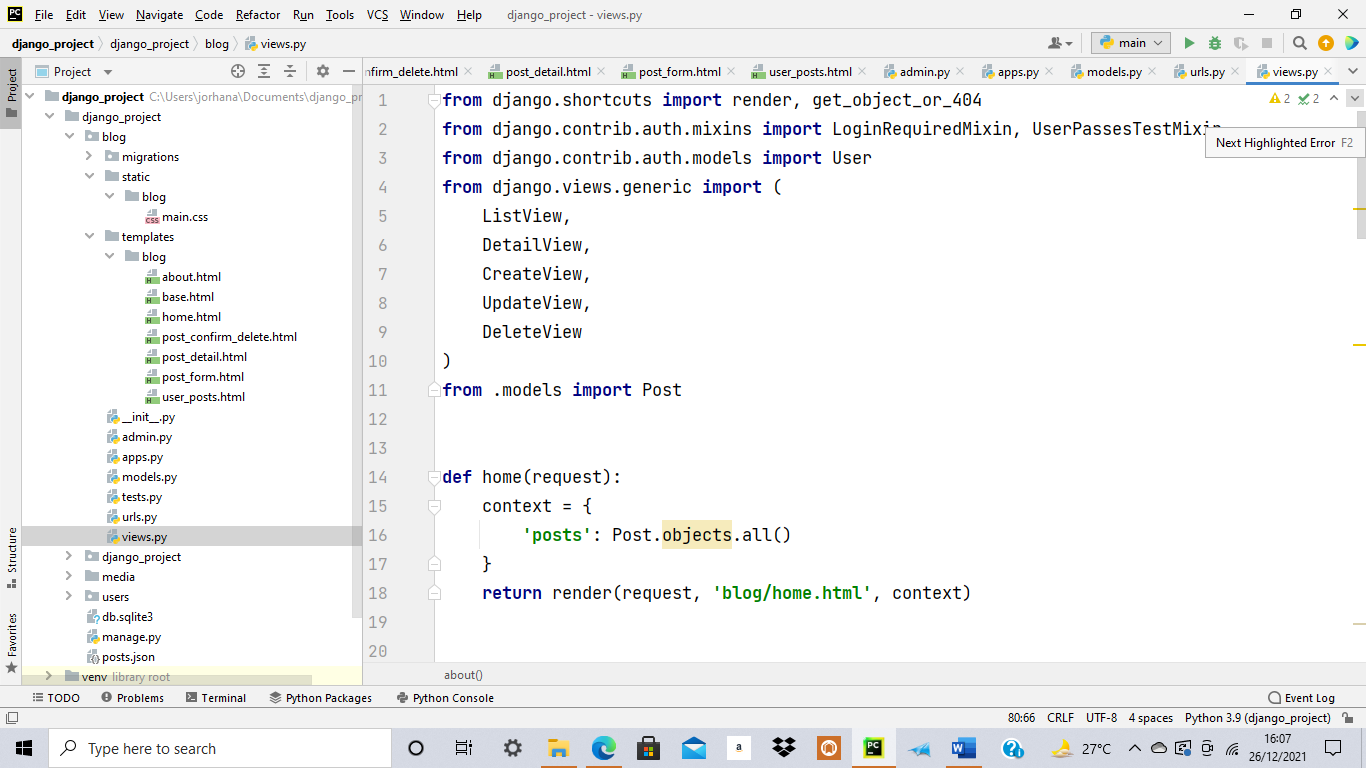 PC File Edit View Navigate Code Refactor Run Tools VCS Window Help django_project - views.py
django_project django_project blog views.py main
Project nfirm_delete.html post_detail.html post_form.html user_posts.html admin.py apps.py models.py urls.py views.py
Project
Structure
Favorites
django_project C:\Users\jorhana\Documents\django_pr
django_project
blog
migrations
static
blog
main.css
templates
blog
about.html
base.html
home.html
post_confirm_delete.html
post_detail.html
post_form.html
user_posts.html
__init__.py
admin.py
apps.py
models.py
tests.py
urls.py
views.py
django_project
media
users
db.sqlite3
manage.py
posts.json
venv library root
1 from django.shortcuts import render, get_object_or_404
2 2
2 from django.contrib.auth.mixins import LoginRequiredMixin, UserPassesTestMixin
Next Highlighted Error F2
3 from django.contrib.auth.models import User
4 from django.views.generic import (
5 ListView,
6 DetailView,
7 CreateView,
8 UpdateView,
9 DeleteView
10 )
11 from .models import Post
12
13
14 def home(request):
15 context = {
16 'posts': Post.objects.all()
17 }
18 return render(request, 'blog/home.html', context)
19
20
about()
TODO Problems Terminal Python Packages Python Console Event Log
80:66 CRLF UTF-8 4 spaces Python 3.9 (django_project)
Type here to search a PC W 27°C 16:07
26/12/2021